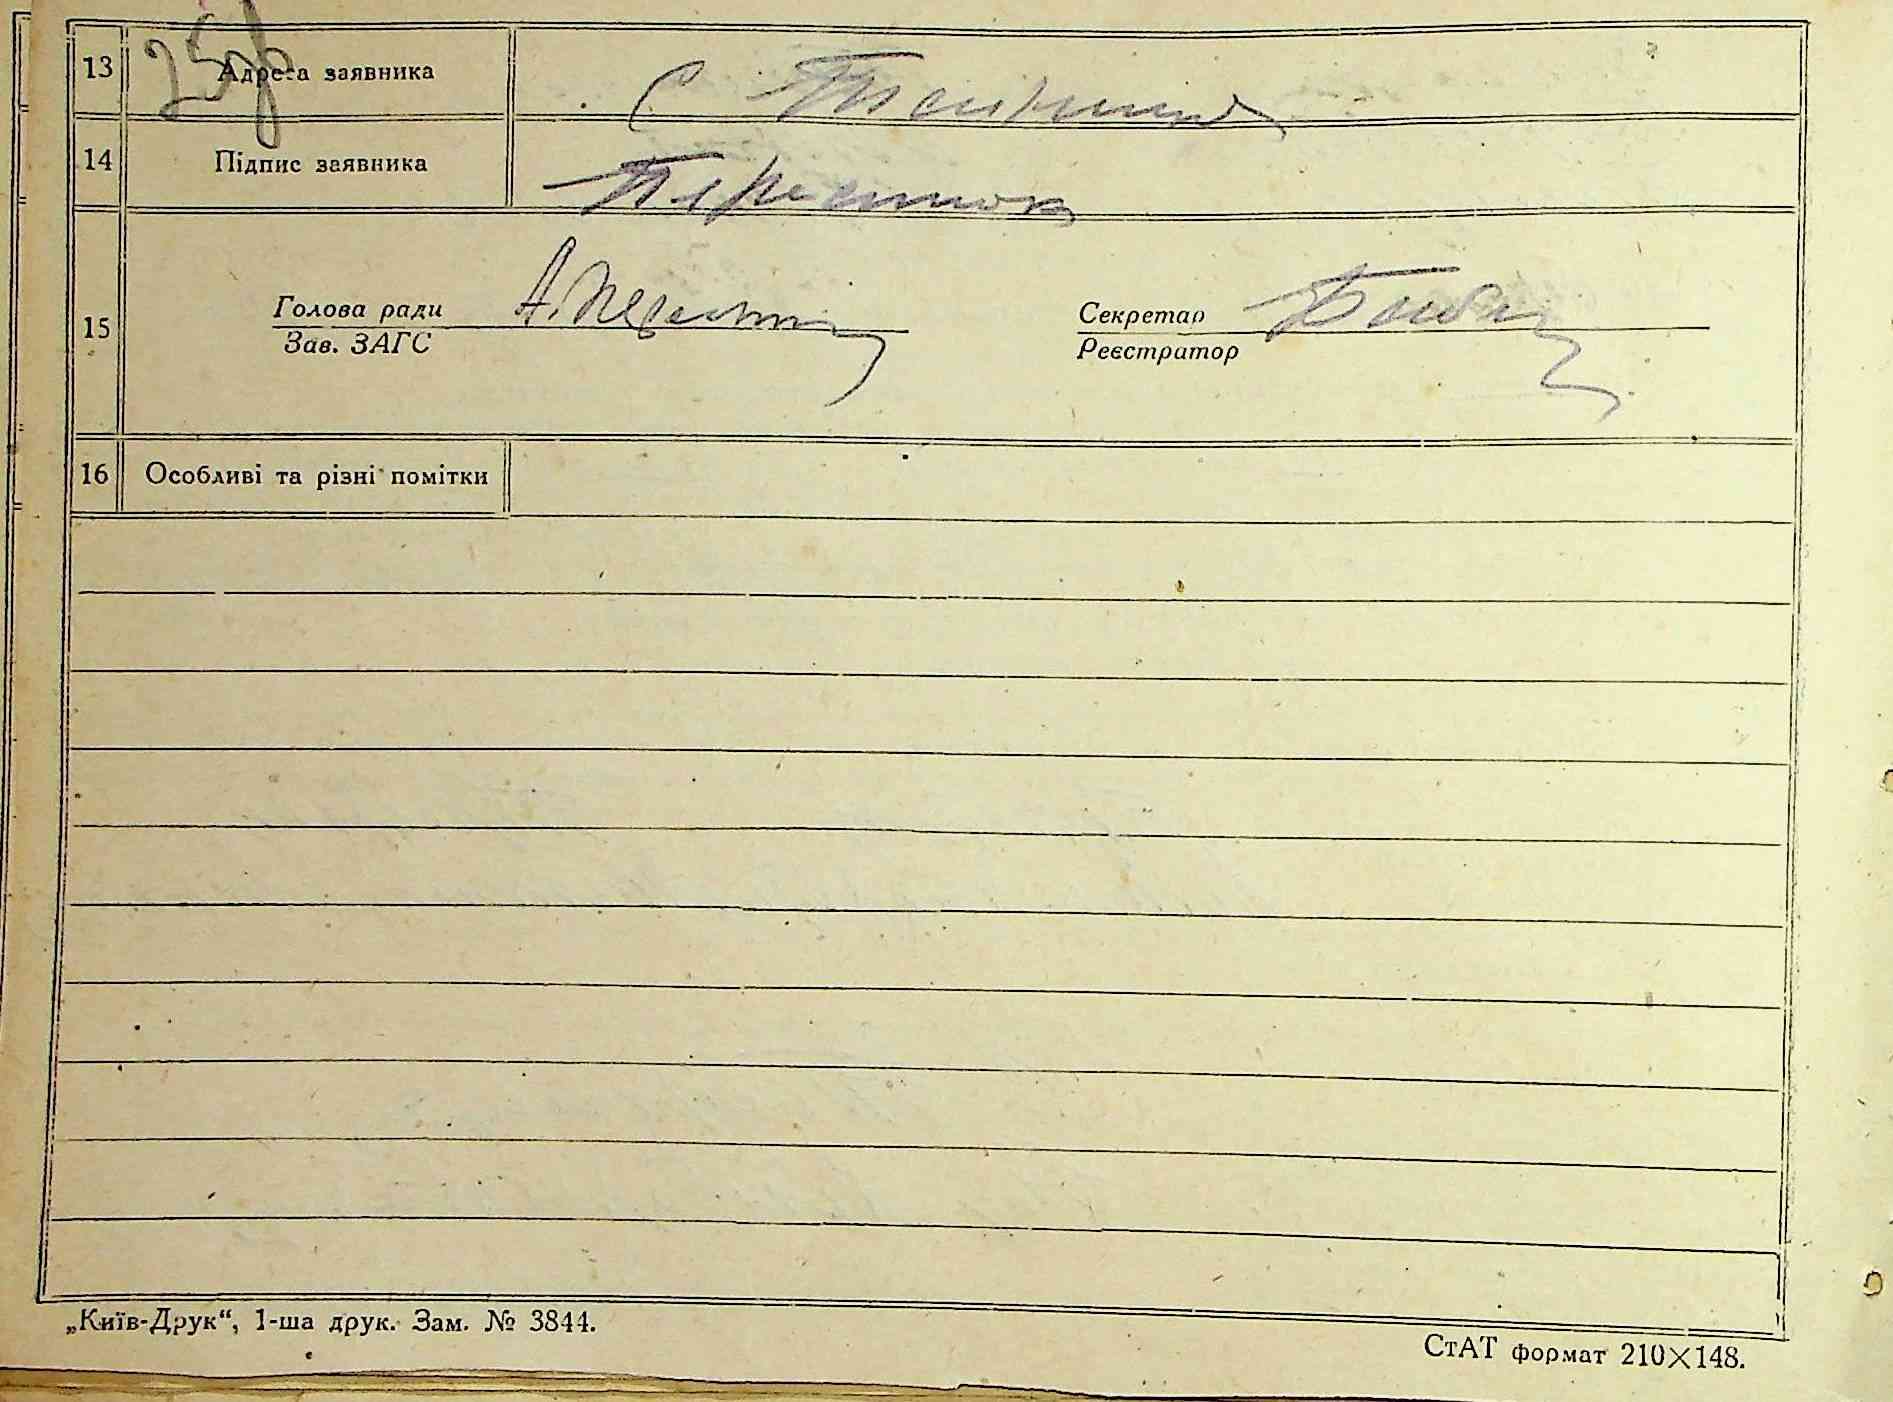 25
13 Адреса заявника С
14 Підпис заявника
15 Голова ради А. Секретар
Зав. ЗАГС Реєстратор
16 Особливі та різні помітки
„Київ-Друк“, 1-ша друк. Зам. № 3844.
СтАТ формат 210×148.